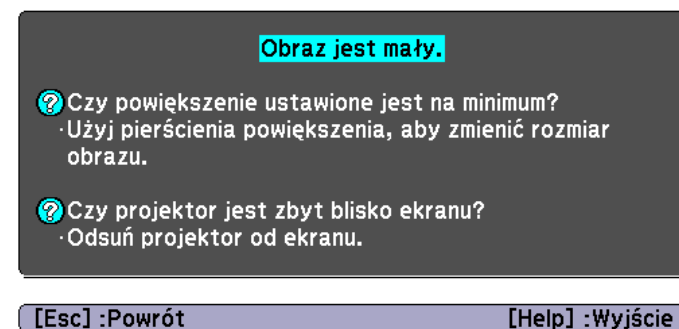 Obraz jest mały.
Czy powiększenie ustawione jest na minimum?
·Użyj pierścienia powiększenia, aby zmienić rozmiar
obrazu.
Czy projektor jest zbyt blisko ekranu?
·Odsuń projektor od ekranu.
[Esc] :Powrót [Help] :Wyjście